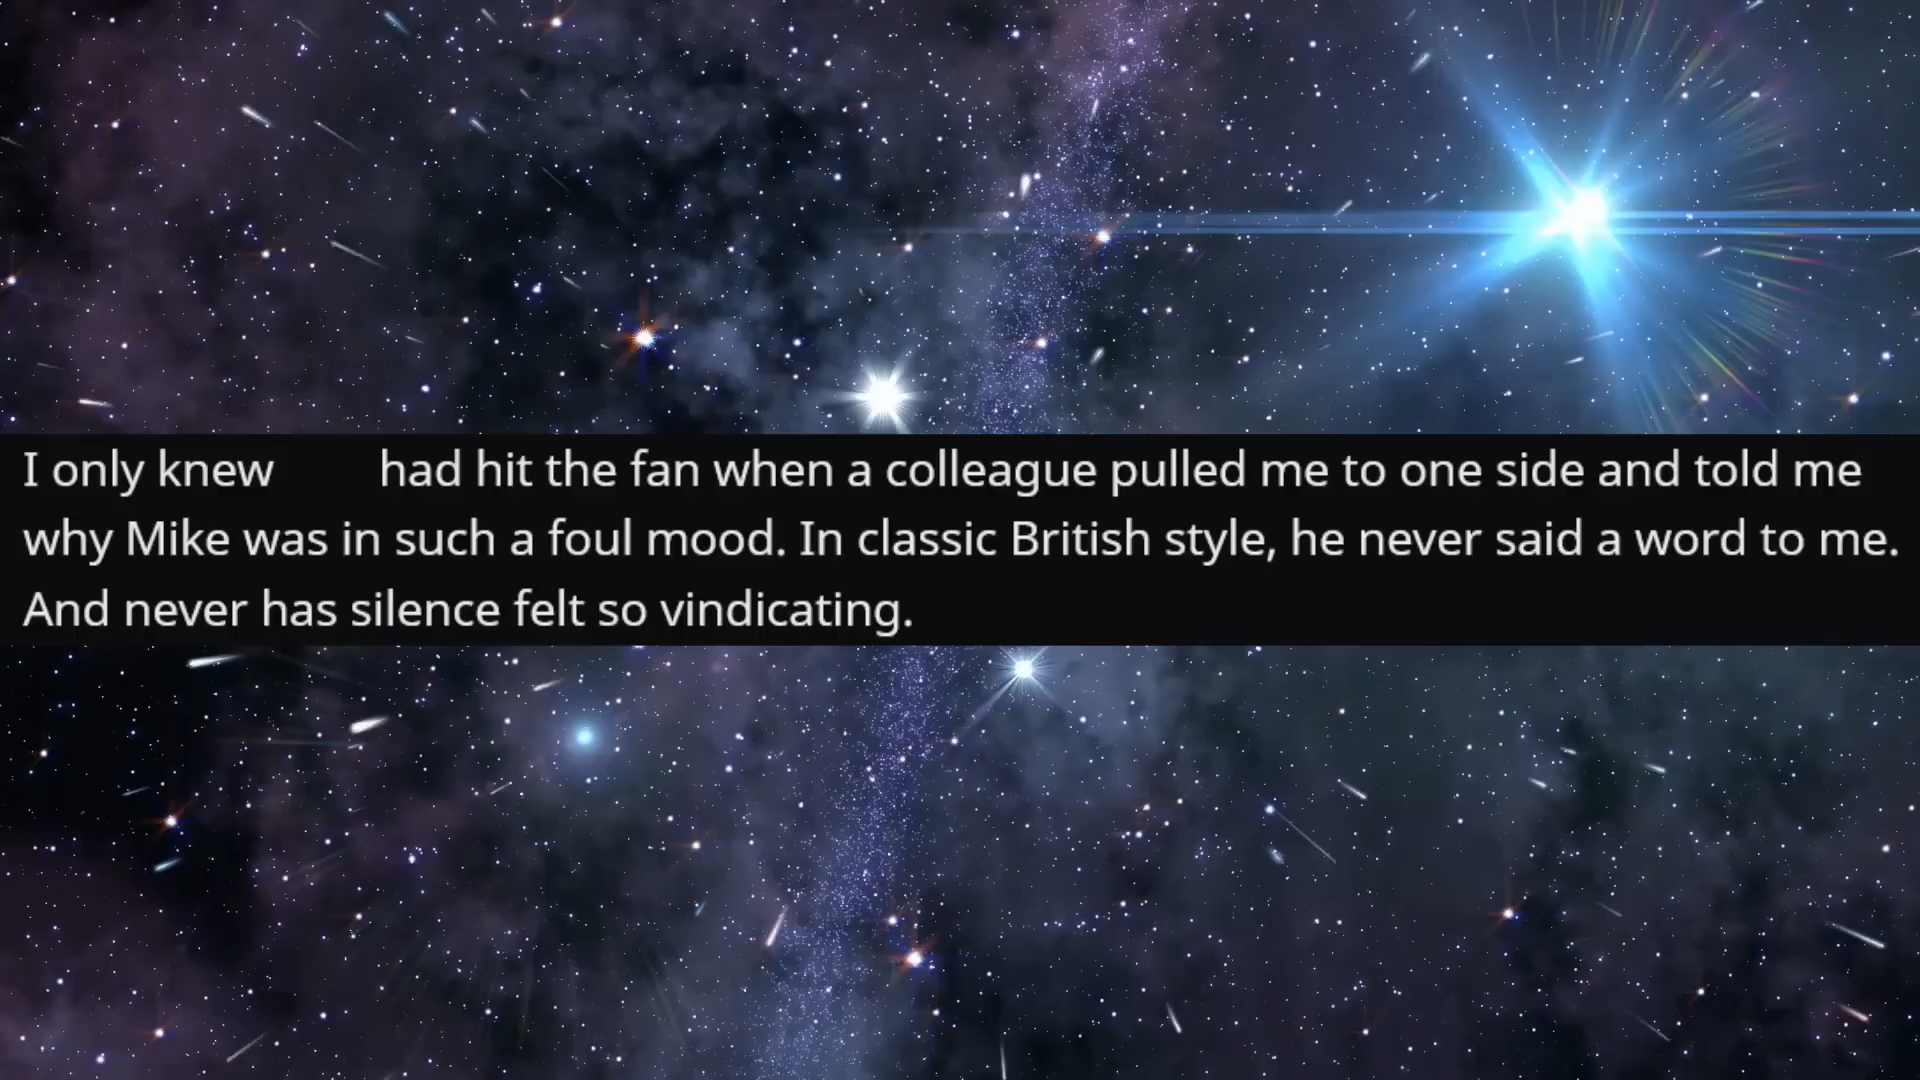 I only knew had hit the fan when a colleague pulled me to one side and told me
why Mike was in such a foul mood. In classic British style, he never said a word to me.
And never has silence felt so vindicating.